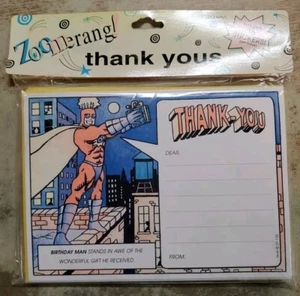 Zoomerang!
thank yous
THANK-YOU
DEAR
BIRTHDAY MAN STANDS IN AWE OF THE
WONDERFUL GIFT HE RECEIVED.
FROM: